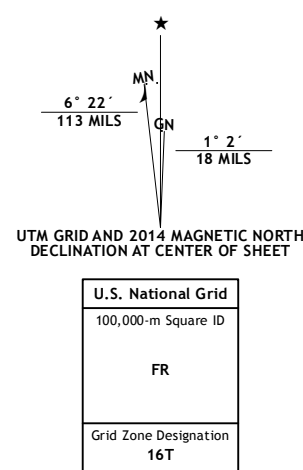 ★
MN
6° 22´
113 MILS
GN
1° 2´
18 MILS
UTM GRID AND 2014 MAGNETIC NORTH
DECLINATION AT CENTER OF SHEET
U.S. National Grid
100,000-m Square ID
FR
Grid Zone Designation
16T